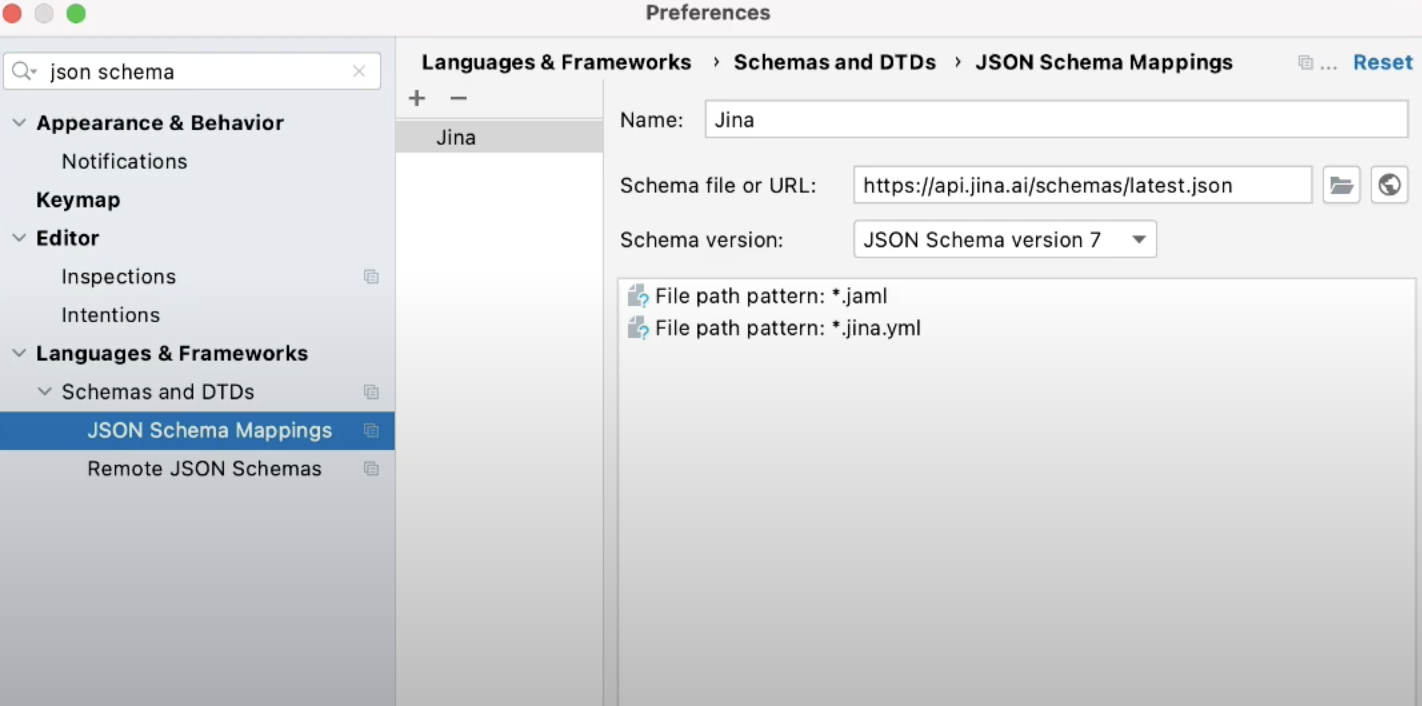 Preferences
json schema
Appearance & Behavior
Notifications
Keymap
Editor
Inspections
Intentions
Languages & Frameworks
Schemas and DTDs
JSON Schema Mappings
Remote JSON Schemas
Languages & Frameworks › Schemas and DTDs › JSON Schema Mappings ... Reset
+ −
Jina
Name: Jina
Schema file or URL: https://api.jina.ai/schemas/latest.json
Schema version: JSON Schema version 7
File path pattern: *.jaml
File path pattern: *.jina.yml